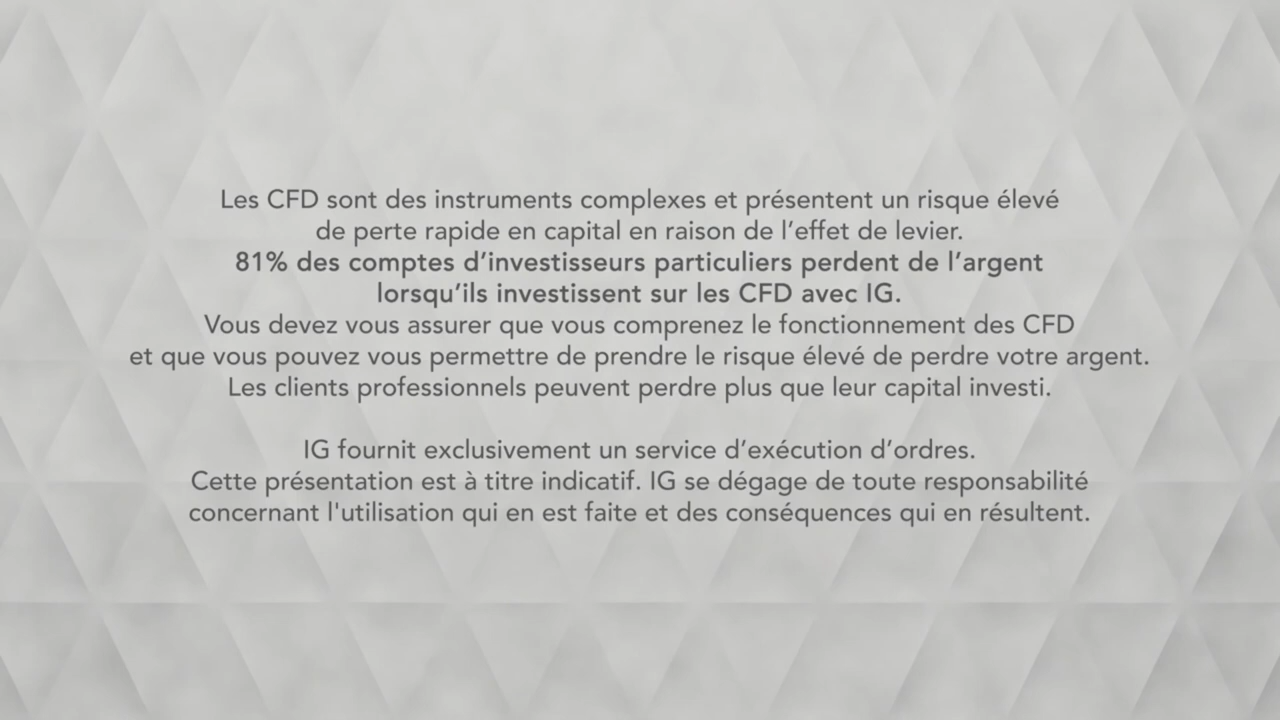 Les CFD sont des instruments complexes et présentent un risque élevé
de perte rapide en capital en raison de l’effet de levier.
81% des comptes d’investisseurs particuliers perdent de l’argent
lorsqu’ils investissent sur les CFD avec IG.
Vous devez vous assurer que vous comprenez le fonctionnement des CFD
et que vous pouvez vous permettre de prendre le risque élevé de perdre votre argent.
Les clients professionnels peuvent perdre plus que leur capital investi.
IG fournit exclusivement un service d’exécution d’ordres.
Cette présentation est à titre indicatif. IG se dégage de toute responsabilité
concernant l'utilisation qui en est faite et des conséquences qui en résultent.